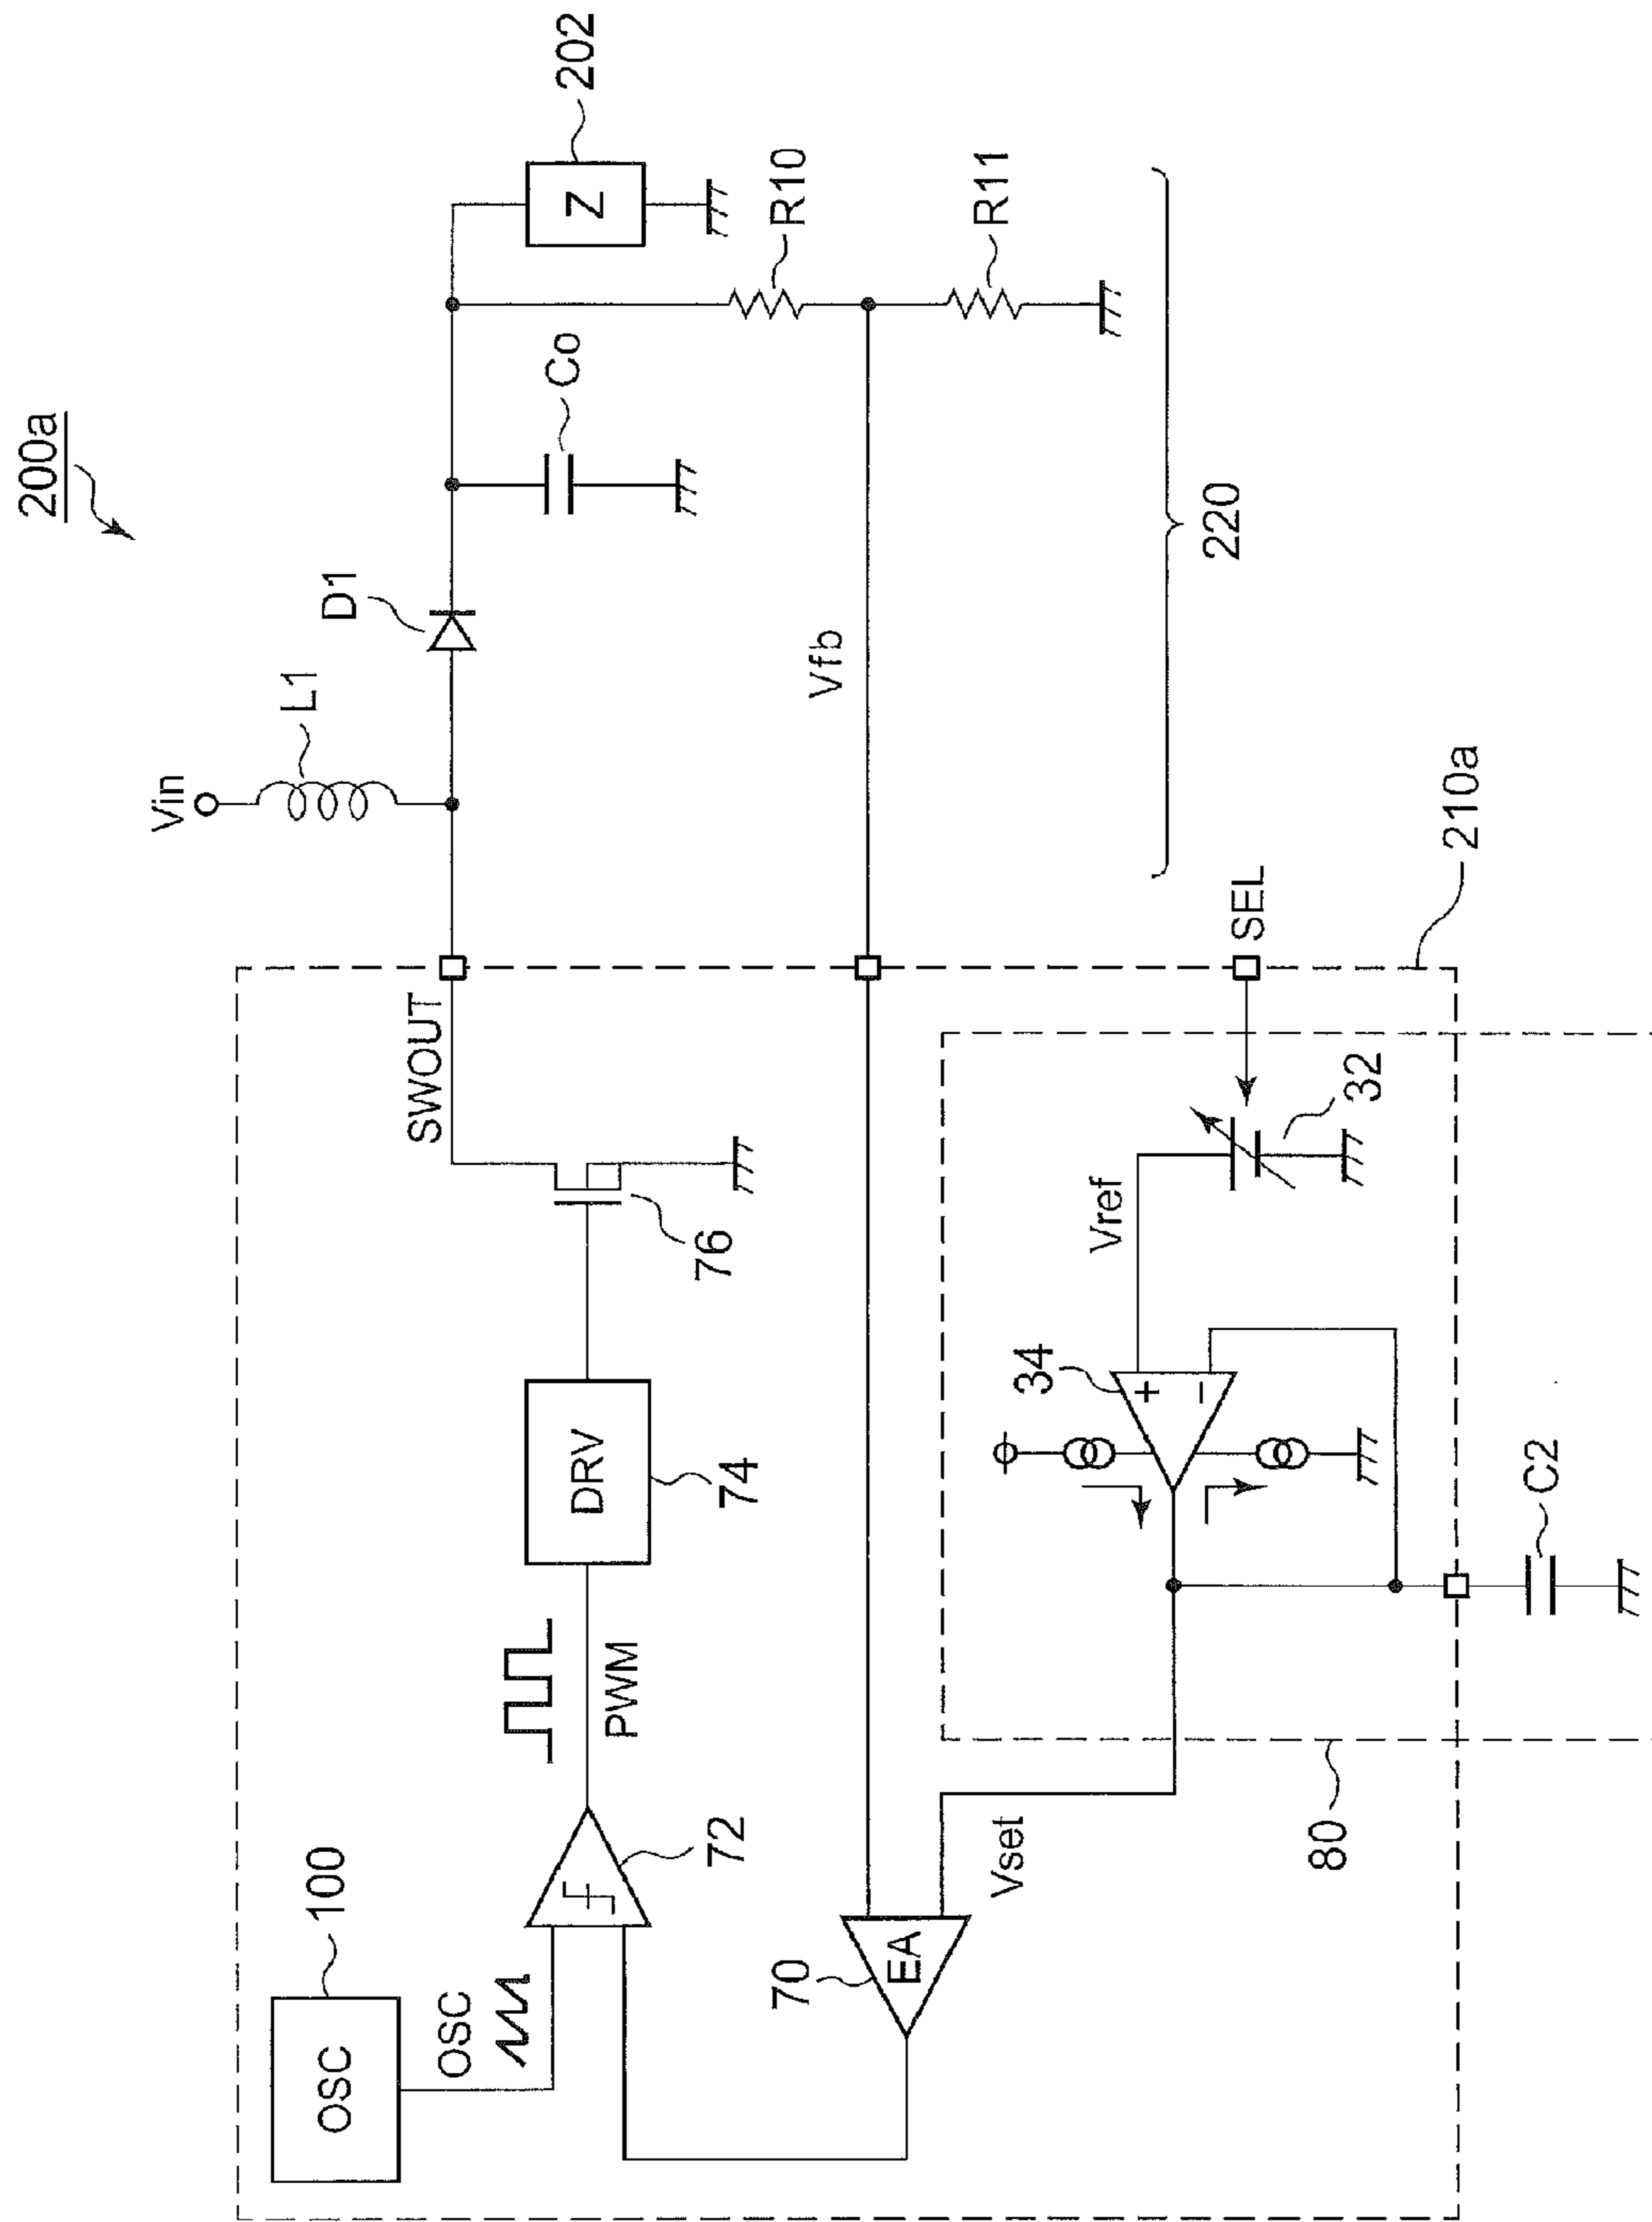 200a
Vin
L1
D1
Co
Z
202
R10
R11
Vfb
220
OSC
100
OSC
72
PWM
DRV
74
76
SWOUT
70
EA
Vset
80
34
+
−
Vref
32
SEL
210a
C2